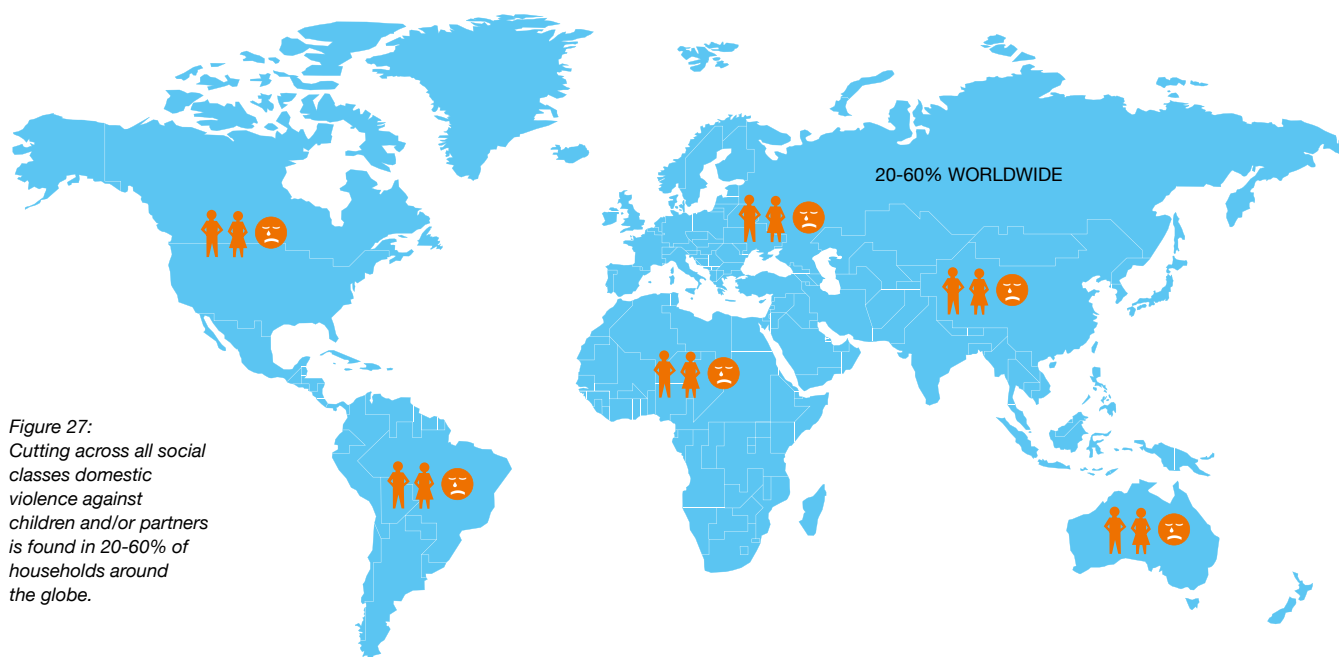 20-60% WORLDWIDE
Figure 27:
Cutting across all social
classes domestic
violence against
children and/or partners
is found in 20-60% of
households around
the globe.